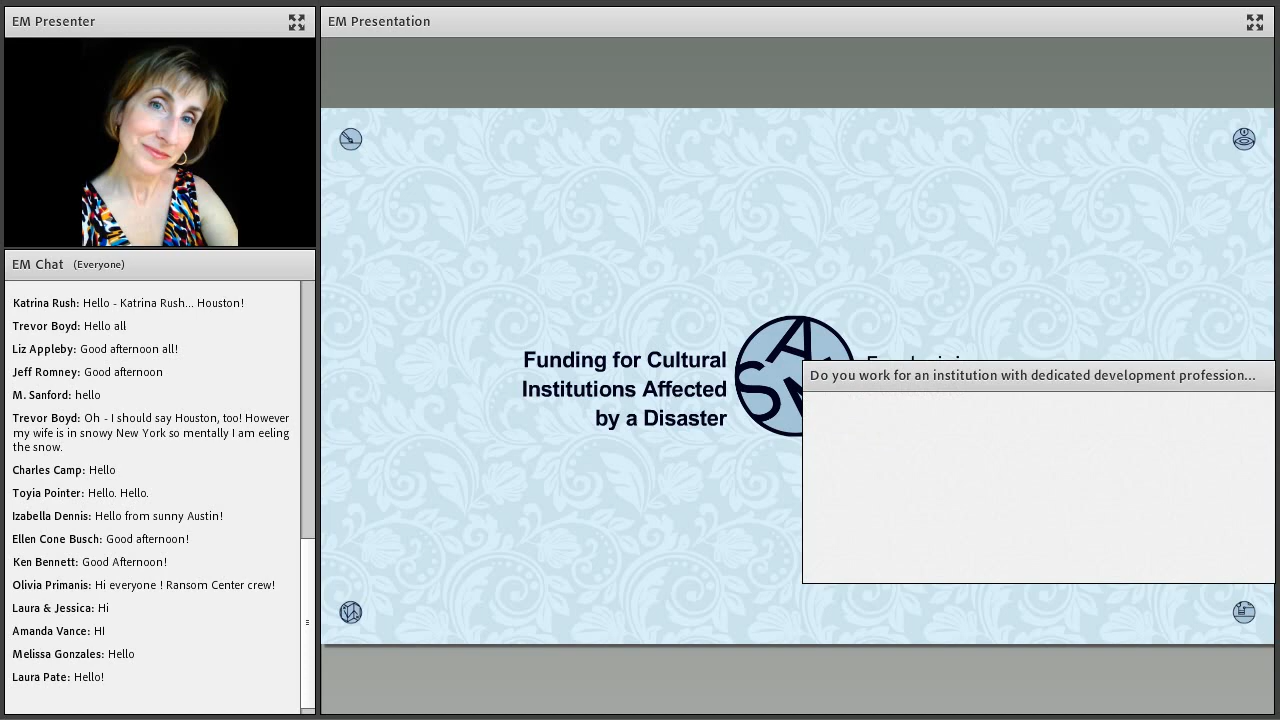 EM Presenter
EM Presentation
EM Chat (Everyone)
Katrina Rush: Hello - Katrina Rush... Houston!
Trevor Boyd: Hello all
Liz Appleby: Good afternoon all!
Jeff Romney: Good afternoon
M. Sanford: hello
Trevor Boyd: Oh - I should say Houston, too! However
my wife is in snowy New York so mentally I am eeling
the snow.
Charles Camp: Hello
Toyia Pointer: Hello. Hello.
Izabella Dennis: Hello from sunny Austin!
Ellen Cone Busch: Good afternoon!
Ken Bennett: Good Afternoon!
Olivia Primanis: Hi everyone ! Ransom Center crew!
Laura & Jessica: Hi
Amanda Vance: HI
Melissa Gonzales: Hello
Laura Pate: Hello!
Funding for Cultural
Institutions Affected
by a Disaster
A
S
Do you work for an institution with dedicated development profession...